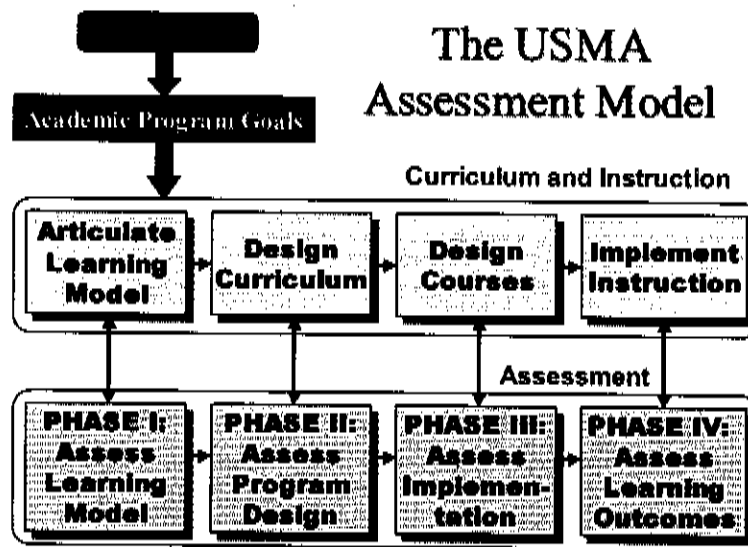 The USMA
Assessment Model
Academic Program Goals
Curriculum and Instruction
Articulate
Learning
Model
Design
Curriculum
Design
Courses
Implement
Instruction
Assessment
PHASE I:
Assess
Learning
Model
PHASE II:
Assess
Program
Design
PHASE III:
Assess
Implemen-
tation
PHASE IV:
Assess
Learning
Outcomes